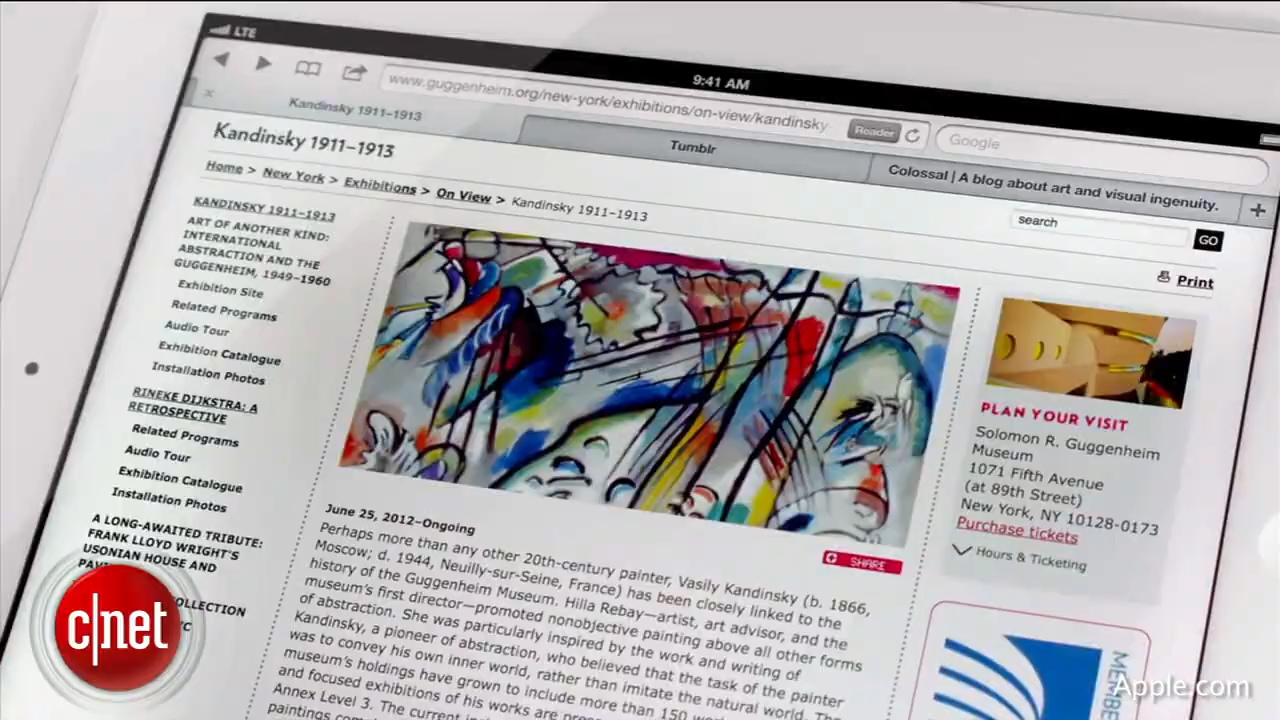 LTE
9:41 AM
www.guggenheim.org/new-york/exhibitions/on-view/kandinsky-
Reader
Google
Kandinsky 1911–1913
Tumblr
Colossal | A blog about art and visual ingenuity.
Kandinsky 1911–1913
Home > New York > Exhibitions > On View > Kandinsky 1911–1913
search
GO
Print
KANDINSKY 1911–1913
ART OF ANOTHER KIND:
INTERNATIONAL
ABSTRACTION AND THE
GUGGENHEIM, 1949–1960
Exhibition Site
Related Programs
Audio Tour
Exhibition Catalogue
Installation Photos
RINEKE DIJKSTRA: A
RETROSPECTIVE
Related Programs
Audio Tour
Exhibition Catalogue
Installation Photos
A LONG-AWAITED TRIBUTE:
FRANK LLOYD WRIGHT'S
USONIAN HOUSE AND
COLLECTION
June 25, 2012–Ongoing
SHARE
Perhaps more than any other 20th-century painter, Vasily Kandinsky (b. 1866,
Moscow; d. 1944, Neuilly-sur-Seine, France) has been closely linked to the
history of the Guggenheim Museum. Hilla Rebay—artist, art advisor, and the
museum's first director—promoted nonobjective painting above all other forms
of abstraction. She was particularly inspired by the work and writing of
Kandinsky, a pioneer of abstraction, who believed that the task of the painter
was to convey his own inner world, rather than imitate the natural world. The
museum's holdings have grown to include more than 150
and focused exhibitions of his works are
Annex Level 3. The current
paintings
PLAN YOUR VISIT
Solomon R. Guggenheim
Museum
1071 Fifth Avenue
(at 89th Street)
New York, NY 10128-0173
Purchase tickets
Hours & Ticketing
c|net
Apple.com